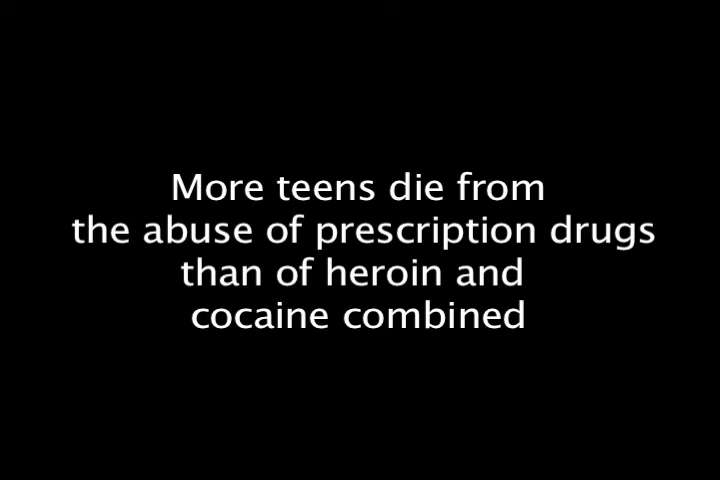 More teens die from
the abuse of prescription drugs
than of heroin and
cocaine combined